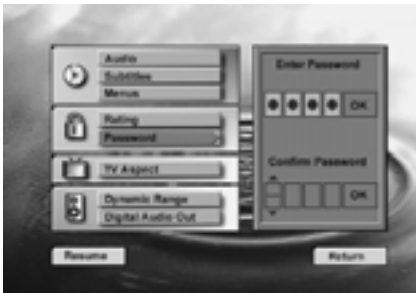 Audio
Subtitles
Menus
Rating
Password
TV Aspect
Dynamic Range
Digital Audio Out
Enter Password
OK
Confirm Password
OK
Resume
Return